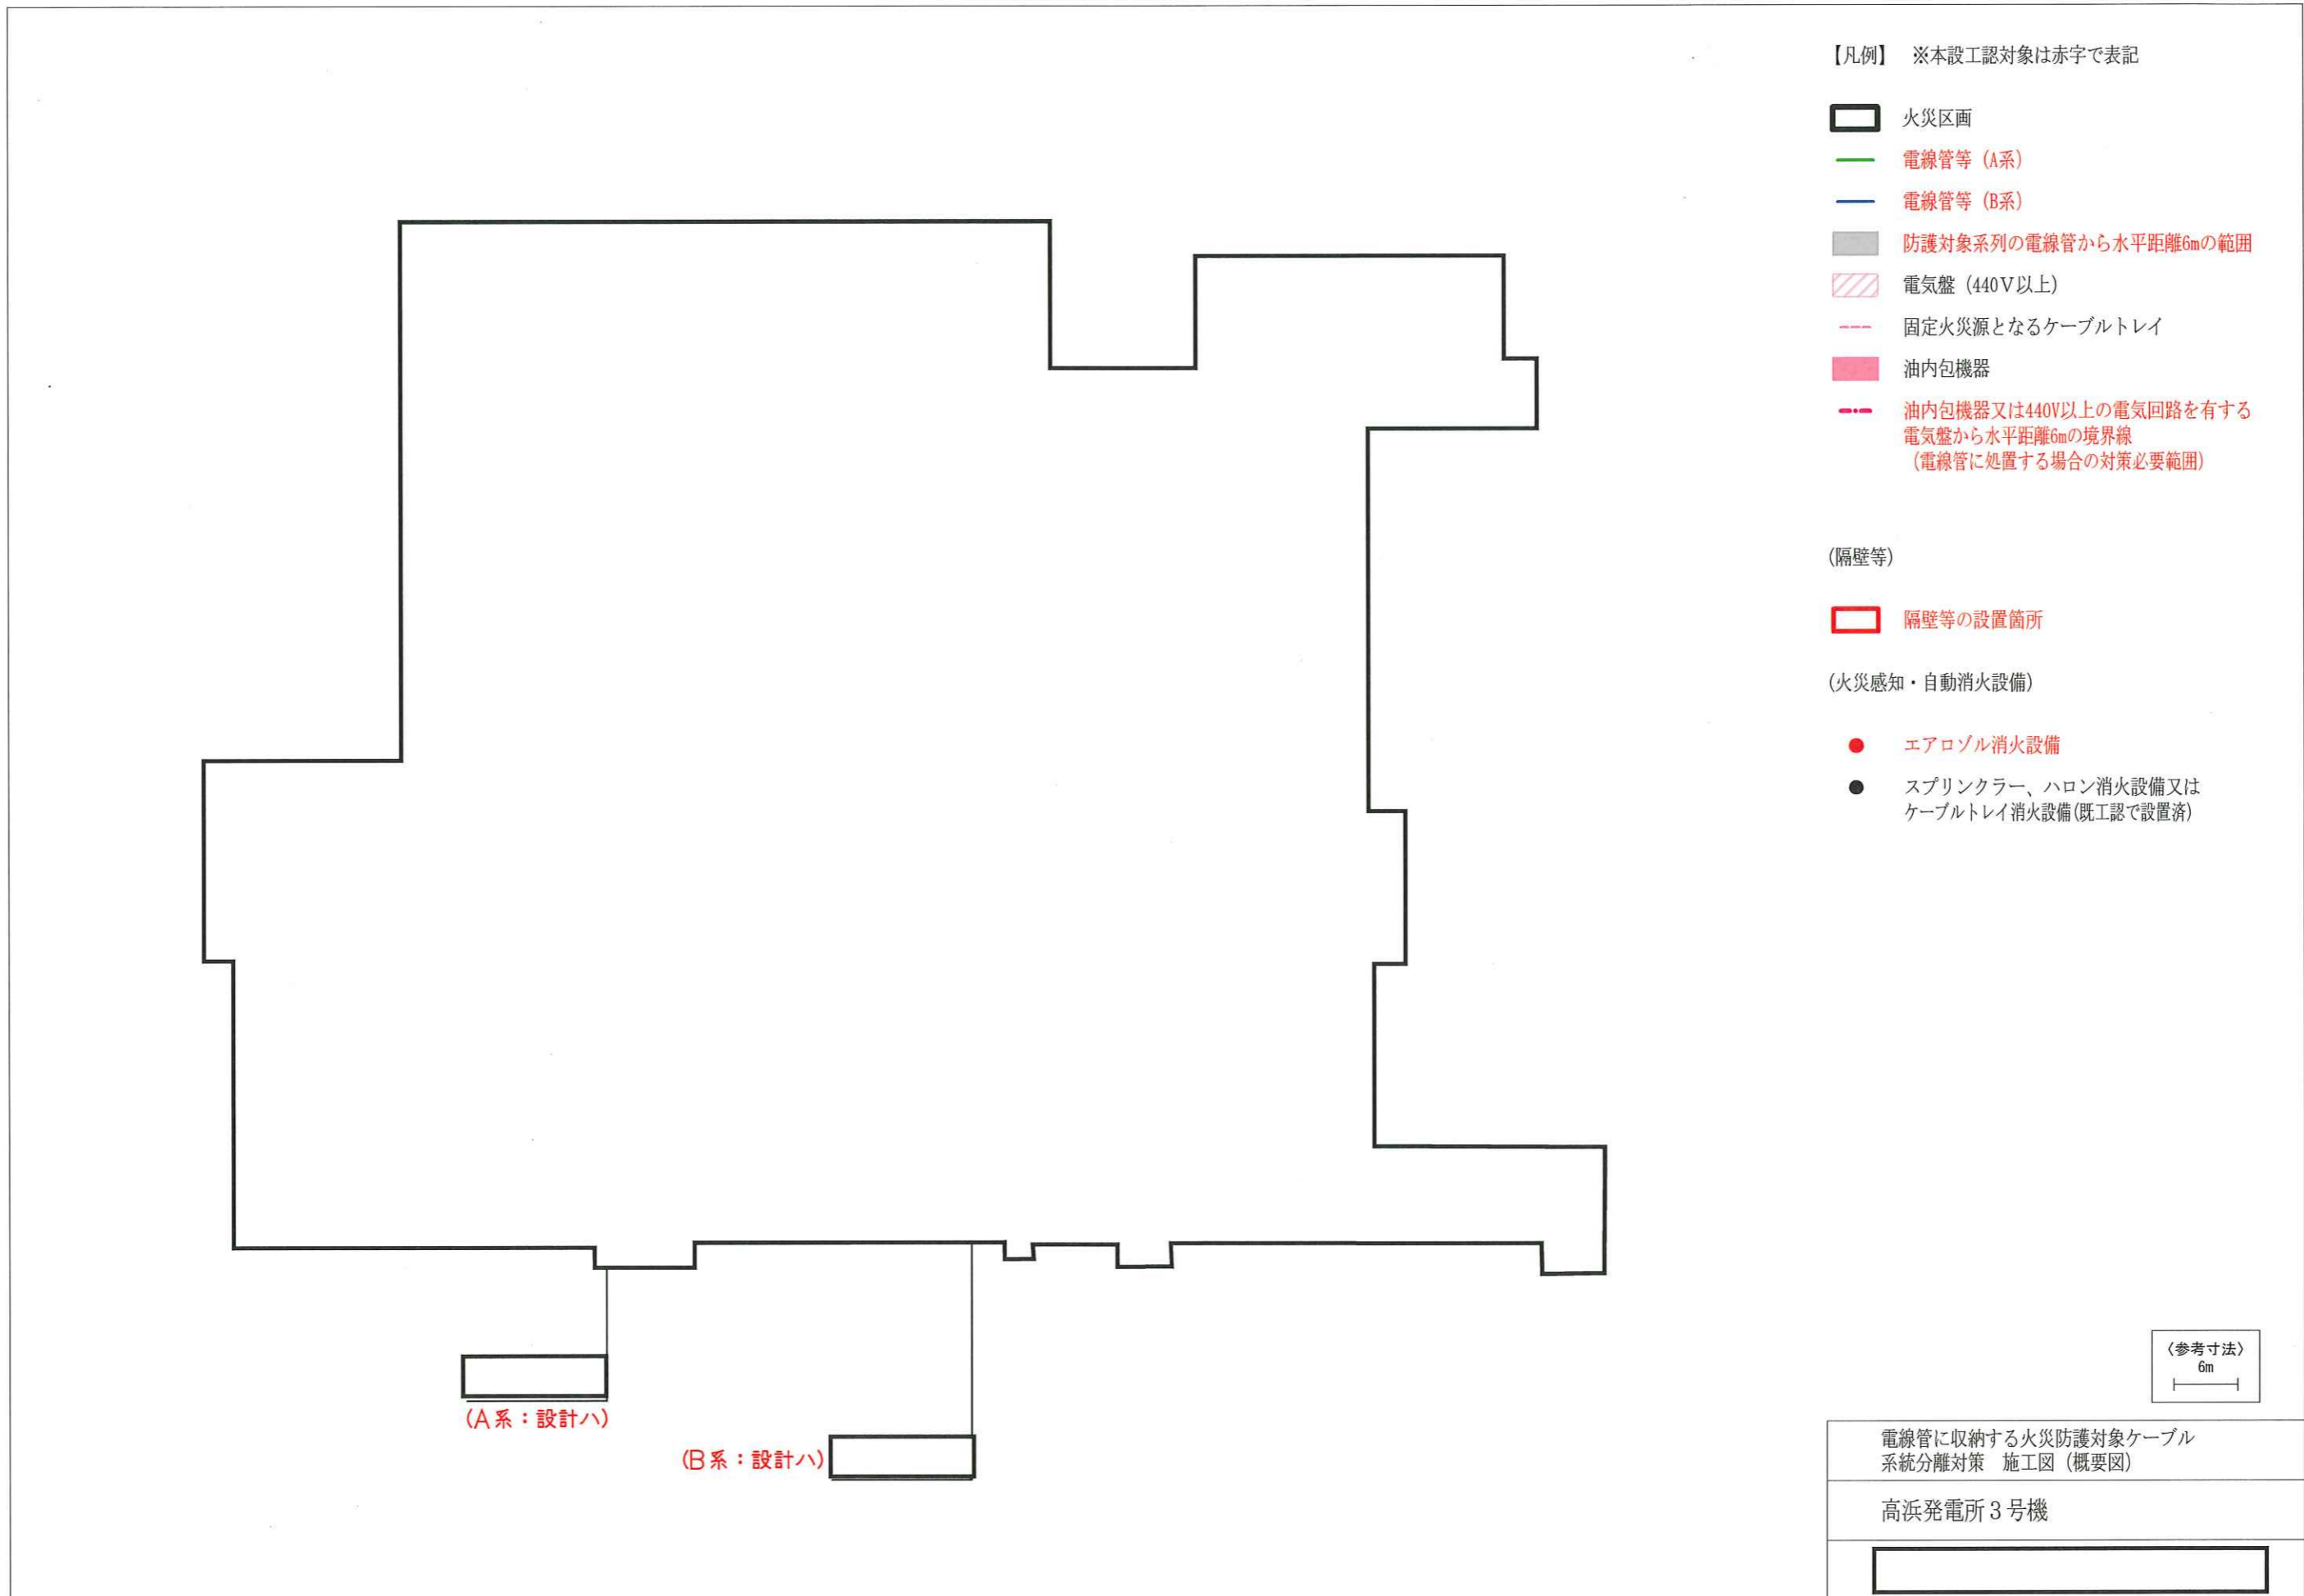 【凡例】 ※本設工認対象は赤字で表記
火災区画
電線管等（A系）
電線管等（B系）
防護対象系列の電線管から水平距離6mの範囲
電気盤（440V以上）
固定火災源となるケーブルトレイ
油内包機器
油内包機器又は440V以上の電気回路を有する
電気盤から水平距離6mの境界線
（電線管に処置する場合の対策必要範囲）
(隔壁等)
隔壁等の設置箇所
(火災感知・自動消火設備)
エアロゾル消火設備
スプリンクラー、ハロン消火設備又は
ケーブルトレイ消火設備(既工認で設置済)
(A系：設計ハ)
(B系：設計ハ)
〈参考寸法〉
6m
電線管に収納する火災防護対象ケーブル
系統分離対策　施工図（概要図）
高浜発電所３号機